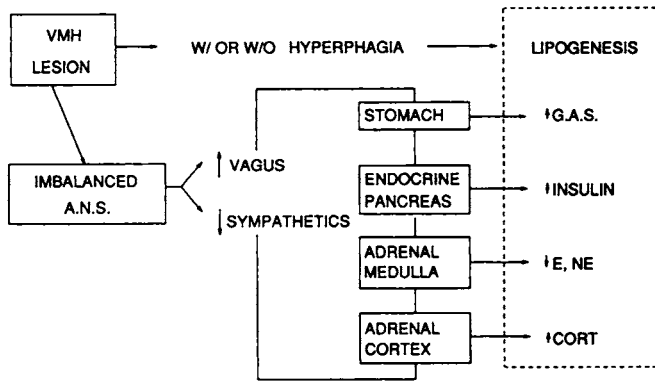 VMH
LESION
W/ OR W/O HYPERPHAGIA
LIPOGENESIS
STOMACH
↑G.A.S.
↑ VAGUS
IMBALANCED
A.N.S.
ENDOCRINE
PANCREAS
↑INSULIN
↓ SYMPATHETICS
ADRENAL
MEDULLA
↓E, NE
ADRENAL
CORTEX
↑CORT